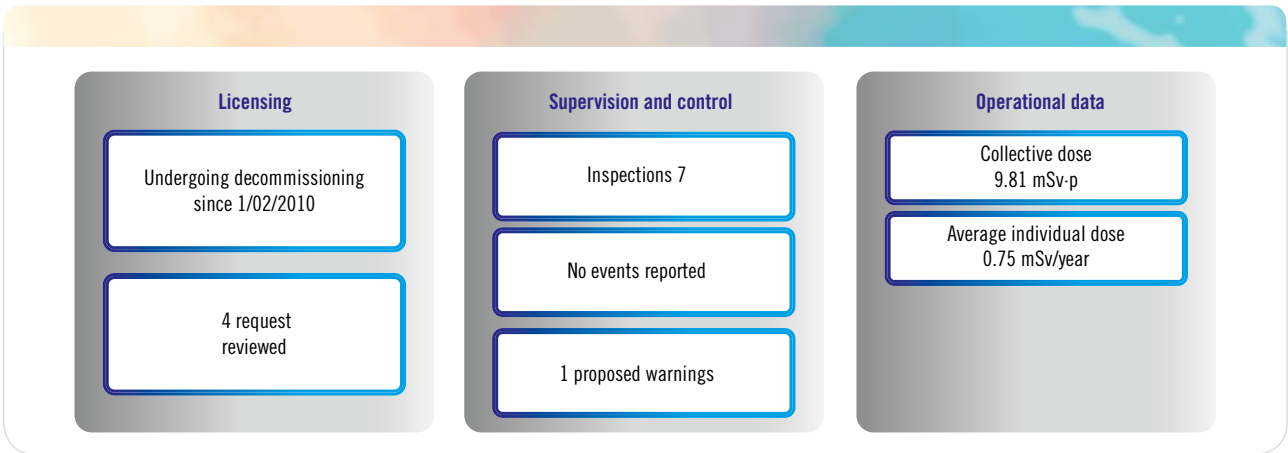 Licensing
Undergoing decommissioning
since 1/02/2010
4 request
reviewed
Supervision and control
Inspections 7
No events reported
1 proposed warnings
Operational data
Collective dose
9.81 mSv·p
Average individual dose
0.75 mSv/year